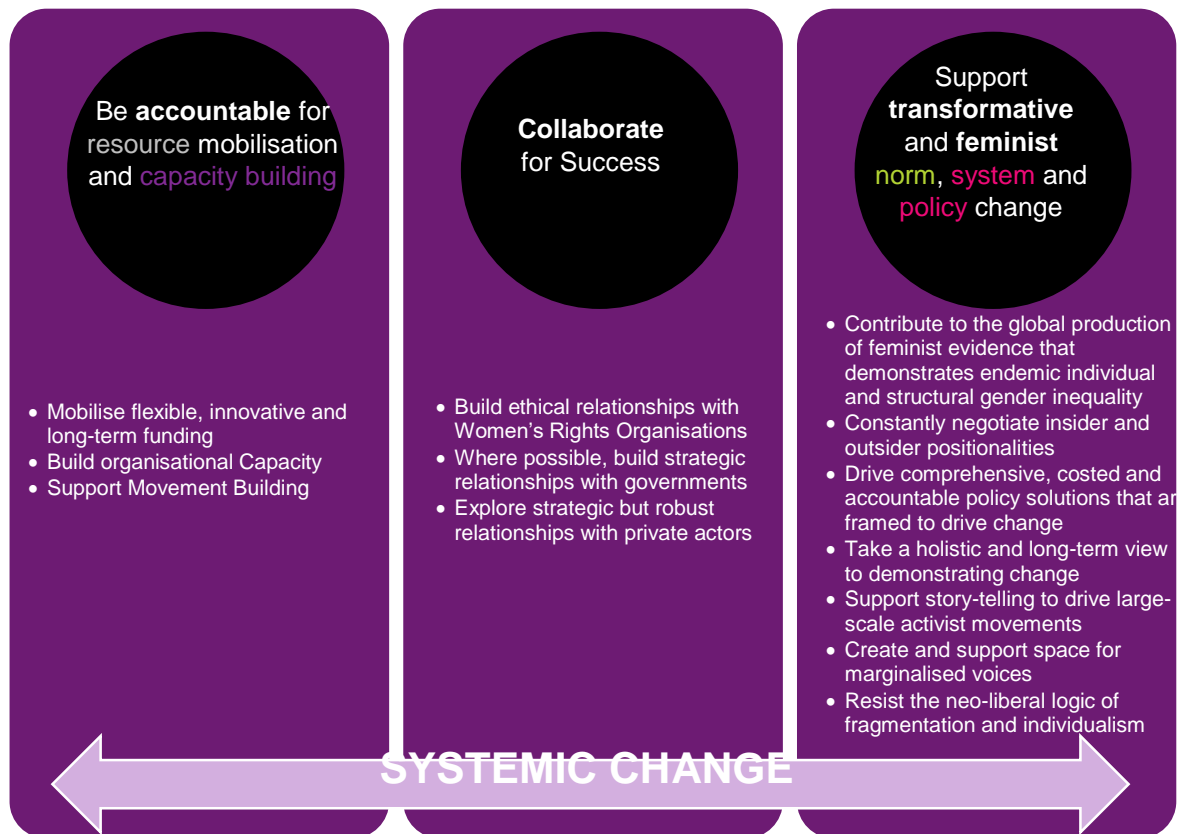 Be accountable for
resource mobilisation
and capacity building
• Mobilise flexible, innovative and
long-term funding
• Build organisational Capacity
• Support Movement Building
Collaborate
for Success
• Build ethical relationships with
Women's Rights Organisations
• Where possible, build strategic
relationships with governments
• Explore strategic but robust
relationships with private actors
Support
transformative
and feminist
norm, system and
policy change
• Contribute to the global production
of feminist evidence that
demonstrates endemic individual
and structural gender inequality
• Constantly negotiate insider and
outsider positionalities
• Drive comprehensive, costed and
accountable policy solutions that ar
framed to drive change
• Take a holistic and long-term view
to demonstrating change
• Support story-telling to drive large-
scale activist movements
• Create and support space for
marginalised voices
• Resist the neo-liberal logic of
fragmentation and individualism
SYSTEMIC CHANGE